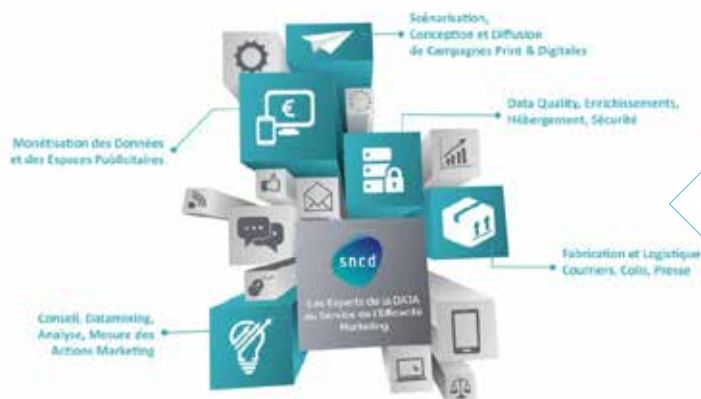 Scénarisation,
Conception et Diffusion
de Campagnes Print & Digitales
€
Data Quality, Enrichissements,
Hébergement, Sécurité
Monétisation des Données
et des Espaces Publicitaires
sncd
Les Experts de la DATA
au Service de l'Efficacité
Marketing
Fabrication et Logistique
Courriers, Colis, Presse
Conseil, Datamining,
Analyse, Mesure des
Actions Marketing